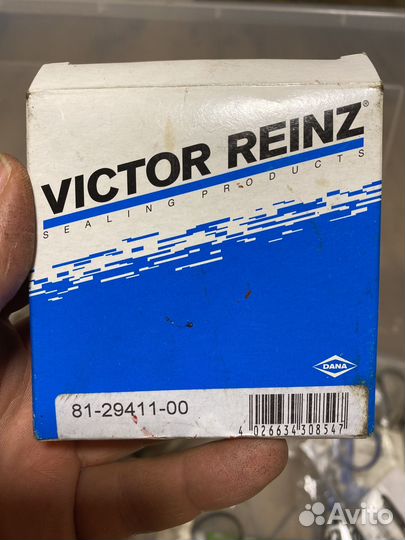 VICTOR REINZ®
SEALING PRODUCTS
DANA
81-29411-00
4 026634 308547
Avito